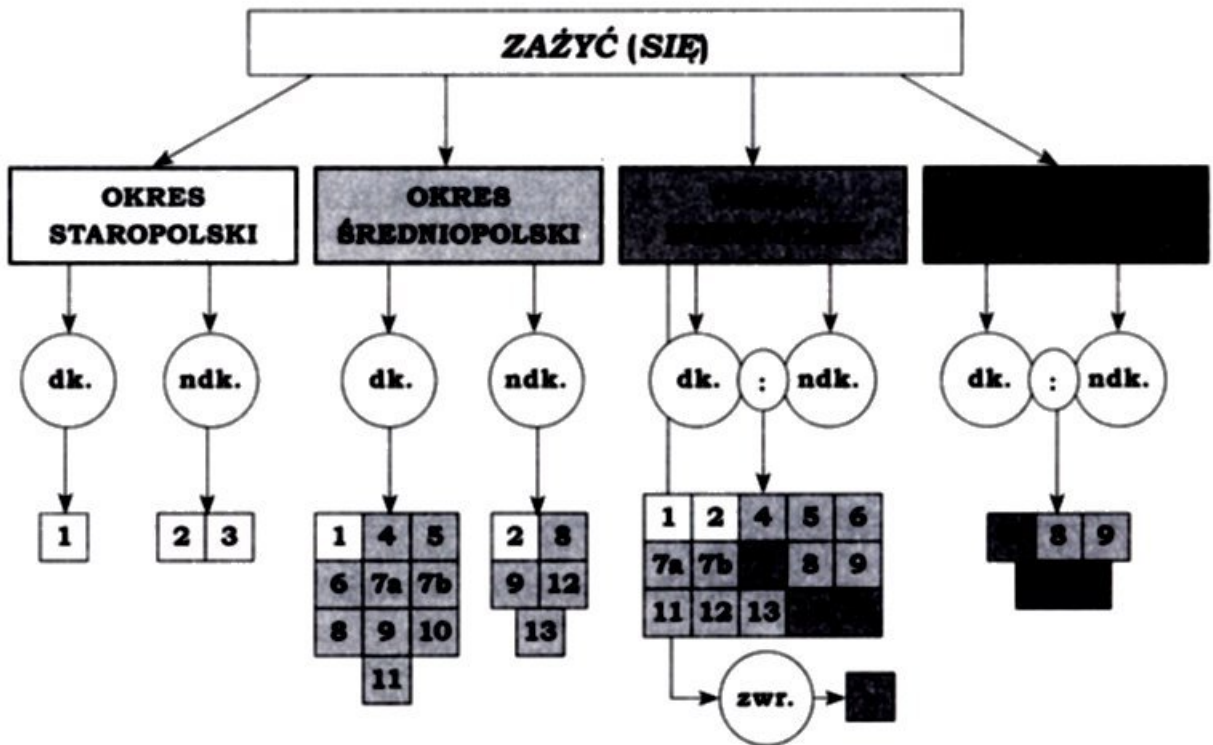 ZAŻYĆ (SIĘ)
OKRES
STAROPOLSKI
OKRES
ŚREDNIOPOLSKI
dk.
ndk.
dk.
ndk.
dk.
:
ndk.
dk.
:
ndk.
1
2 3
1 4 5
6 7a 7b
8 9 10
11
2 8
9 12
13
1 2 4 5 6
7a 7b 8 9
11 12 13
8 9
zwr.